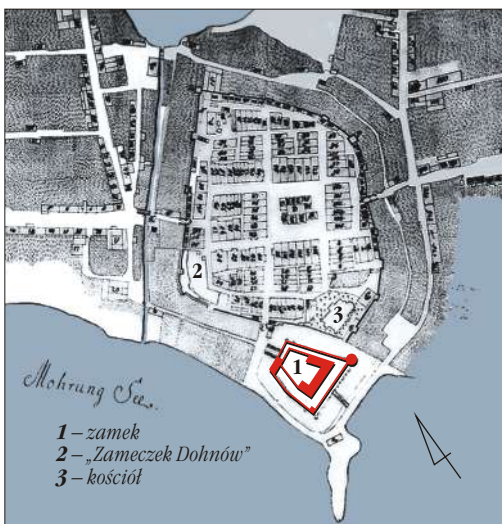 2
3
1
Mohrung See.
1 – zamek
2 – „Zameczek Dohnów”
3 – kościół